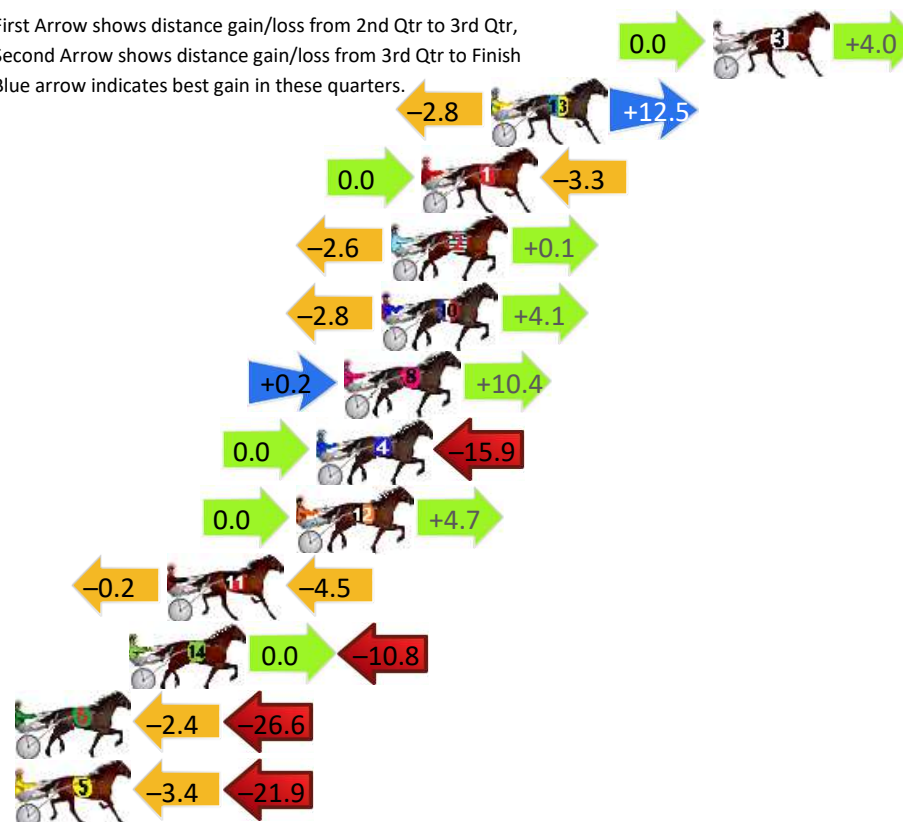 First Arrow shows distance gain/loss from 2nd Qtr to 3rd Qtr,
Second Arrow shows distance gain/loss from 3rd Qtr to Finish
Blue arrow indicates best gain in these quarters.
0.0 3 +4.0
–2.8 13 +12.5
0.0 1 –3.3
–2.6 2 +0.1
–2.8 10 +4.1
+0.2 8 +10.4
0.0 4 –15.9
0.0 12 +4.7
–0.2 11 –4.5
14 0.0 –10.8
–2.4 –26.6
5 –3.4 –21.9